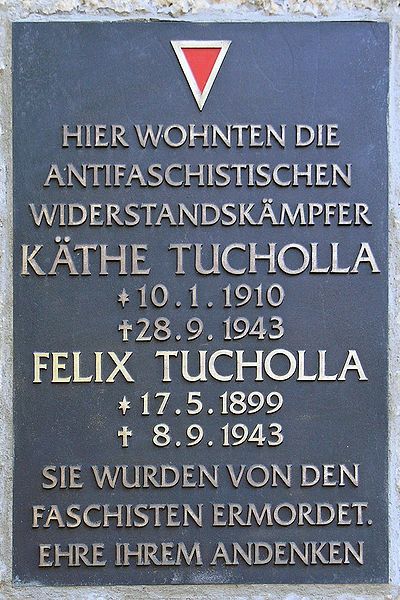 HIER WOHNTEN DIE
ANTIFASCHISTISCHEN
WIDERSTANDSKÄMPFER
KÄTHE TUCHOLLA
* 10.1.1910
† 28.9.1943
FELIX TUCHOLLA
* 17.5.1899
† 8.9.1943
SIE WURDEN VON DEN
FASCHISTEN ERMORDET.
EHRE IHREM ANDENKEN